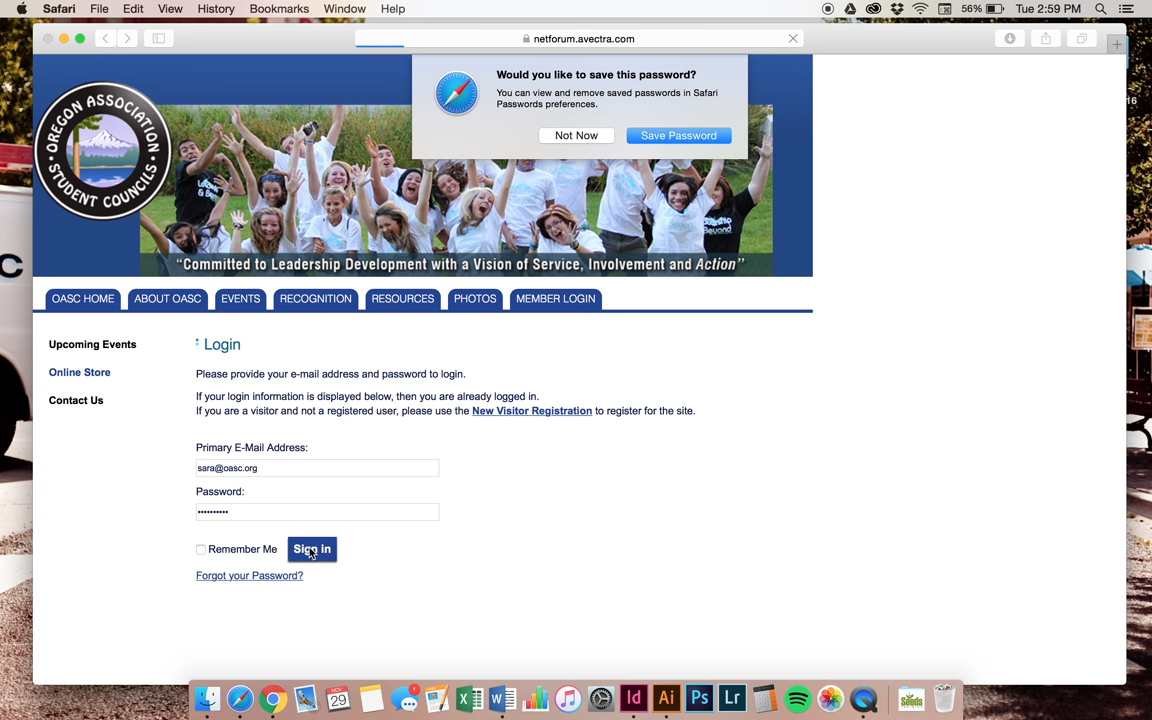 Safari File Edit View History Bookmarks Window Help
56% Tue 2:59 PM
netforum.avectra.com
Would you like to save this password?
You can view and remove saved passwords in Safari
Passwords preferences.
Not Now Save Password
OREGON ASSOCIATION
STUDENT COUNCILS
"Committed to Leadership Development with a Vision of Service, Involvement and Action"
OASC HOME ABOUT OASC EVENTS RECOGNITION RESOURCES PHOTOS MEMBER LOGIN
Upcoming Events
Online Store
Contact Us
Login
Please provide your e-mail address and password to login.
If your login information is displayed below, then you are already logged in.
If you are a visitor and not a registered user, please use the New Visitor Registration to register for the site.
Primary E-Mail Address:
sara@oasc.org
Password:
••••••••••
Remember Me Sign in
Forgot your Password?
NOV
29
1
Id Ai Ps Lr
Seeds
16
C